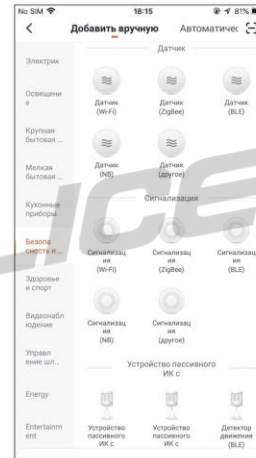 No SIM 18:15 81%
Добавить вручную Автоматичес
Датчик
Электрик
Освещени
е
Крупная
бытовая ...
Мелкая
бытовая ...
Кухонные
приборы
Безопа
сность и ...
Здоровье
и спорт
Видеонабл
юдение
Управл
ение шл...
Energy
Entertainm
ent
Датчик
(Wi-Fi)
Датчик
(ZigBee)
Датчик
(BLE)
Датчик
(NB)
Датчик
(другое)
Сигнализация
Сигнализац
ия
(Wi-Fi)
Сигнализац
ия
(ZigBee)
Сигнализац
ия
(BLE)
Сигнализац
ия
(NB)
Сигнализац
ия
(другое)
Устройство пассивного
ИК с
Устройство
пассивного
ИК с
Устройство
пассивного
ИК с
Детектор
движения
(BLE)